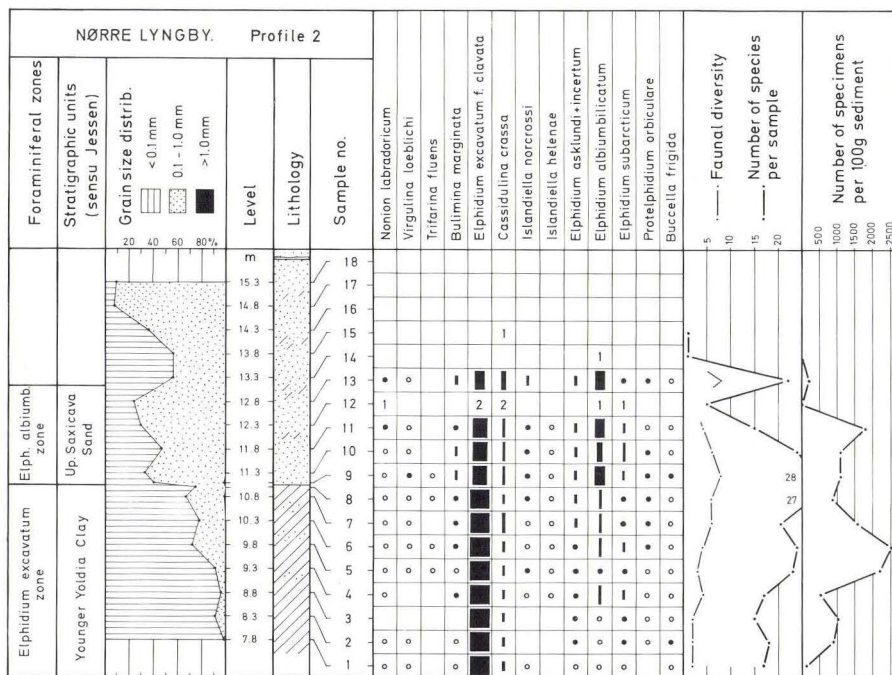 NØRRE LYNGBY. Profile 2
Foraminiferal zones
Stratigraphic units
(sensu Jessen)
Grain size distrib.
< 0.1 mm
0.1 – 1.0 mm
>1.0 mm
Level
Lithology
Sample no.
Nonion labradoricum
Virgulina loeblichi
Trifarina fluens
Bulimina marginata
Elphidium excavatum f. clavata
Cassidulina crassa
Islandiella norcrossi
Islandiella helenae
Elphidium asklundi + incertum
Elphidium albiumbilicatum
Elphidium subarcticum
Protelphidium orbiculare
Buccella frigida
Faunal diversity
Number of species
per sample
Number of specimens
per 100g sediment
20 40 60 80 %
m
5 10 15 20
500 1000 1500 2000 2500
18
15.3 17
14.8 16
14.3 15 1
13.8 14 1
13.3 13
12.8 12 1 2 2 1 1
12.3 11
11.8 10
11.3 9 28
10.8 8 27
10.3 7
9.8 6
9.3 5
8.8 4
8.3 3
7.8 2
1
Elph. albiumb.
zone
Up. Saxicava
Sand
Elphidium excavatum
zone
Younger Yoldia Clay